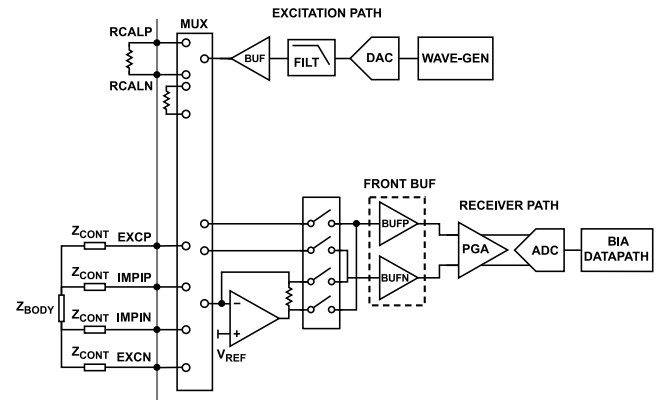 EXCITATION PATH
MUX
RCALP
RCALN
BUF
FILT
DAC
WAVE-GEN
FRONT BUF
RECEIVER PATH
BUFP
BUFN
PGA
ADC
BIA
DATAPATH
ZCONT EXCP
ZCONT IMPIP
ZBODY
ZCONT IMPIN
ZCONT EXCN
−
+
VREF